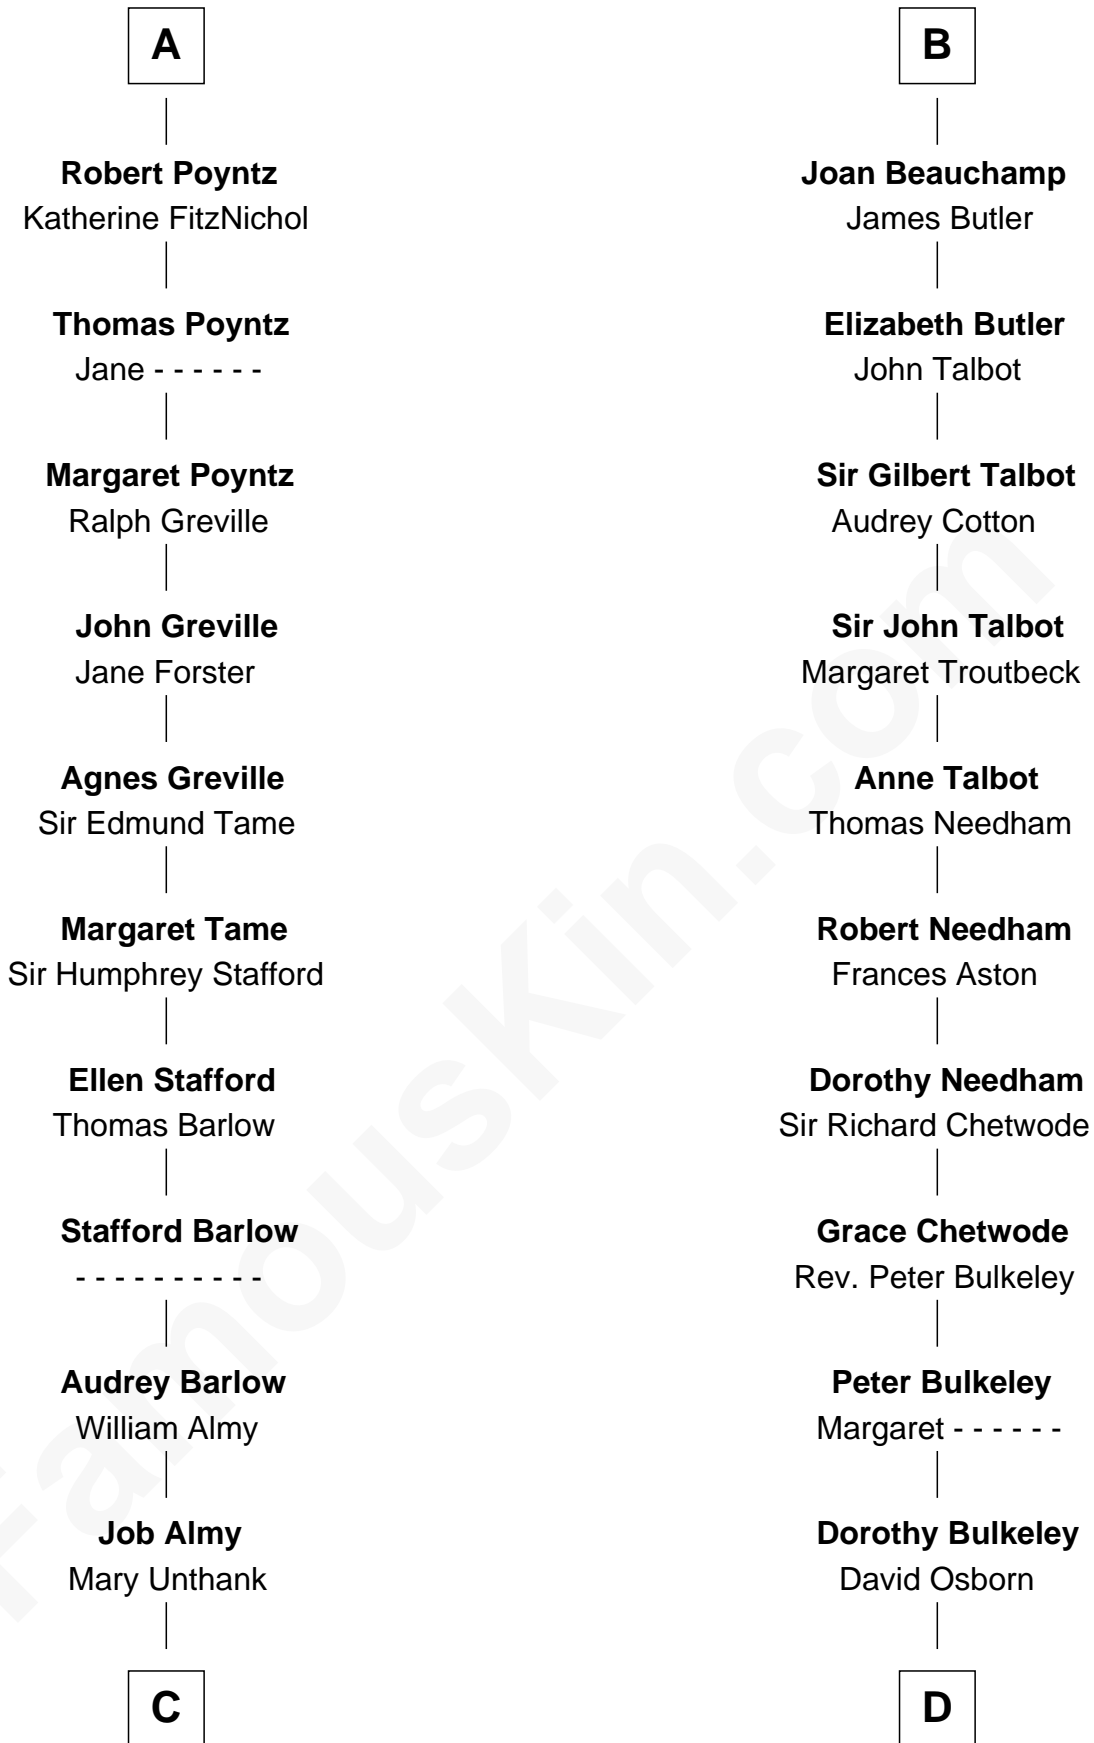 A
Robert Poyntz
Katherine FitzNichol
Thomas Poyntz
Jane - - - - - -
Margaret Poyntz
Ralph Greville
John Greville
Jane Forster
Agnes Greville
Sir Edmund Tame
Margaret Tame
Sir Humphrey Stafford
Ellen Stafford
Thomas Barlow
Stafford Barlow
- - - - - - - - - -
Audrey Barlow
William Almy
Job Almy
Mary Unthank
C
B
Joan Beauchamp
James Butler
Elizabeth Butler
John Talbot
Sir Gilbert Talbot
Audrey Cotton
Sir John Talbot
Margaret Troutbeck
Anne Talbot
Thomas Needham
Robert Needham
Frances Aston
Dorothy Needham
Sir Richard Chetwode
Grace Chetwode
Rev. Peter Bulkeley
Peter Bulkeley
Margaret - - - - - -
Dorothy Bulkeley
David Osborn
D
FamousKin.com